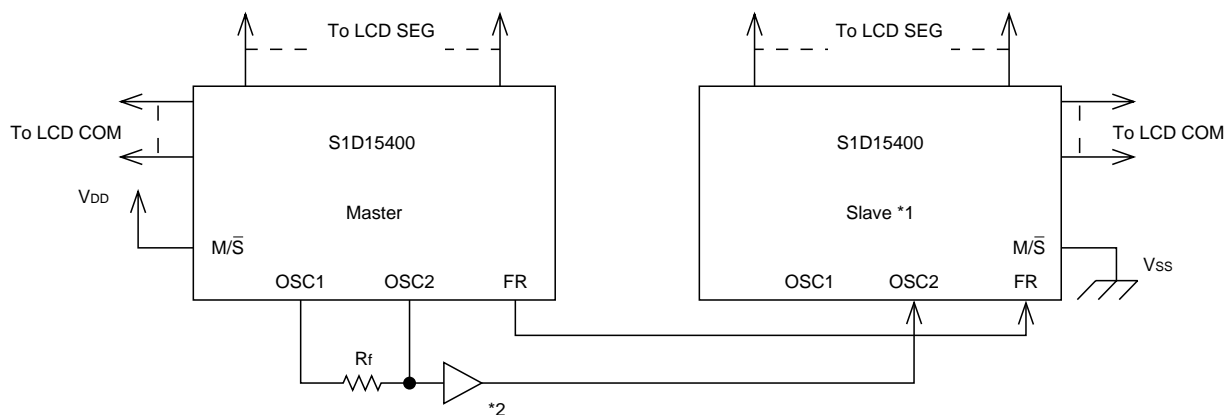 To LCD SEG
To LCD SEG
To LCD COM
S1D15400
S1D15400
To LCD COM
VDD
Master
Slave *1
M/S̅
M/S̅
VSS
OSC1 OSC2 FR
OSC1 OSC2 FR
Rf
*2